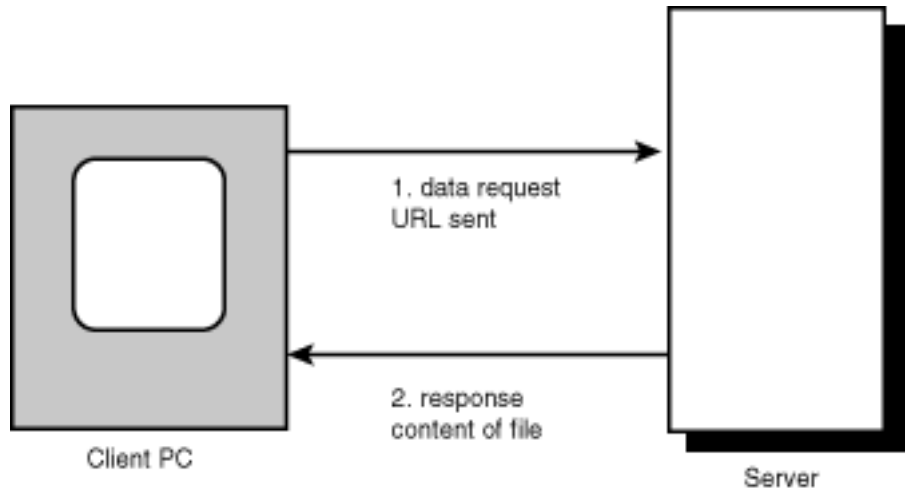 1. data request
URL sent
2. response
content of file
Client PC
Server